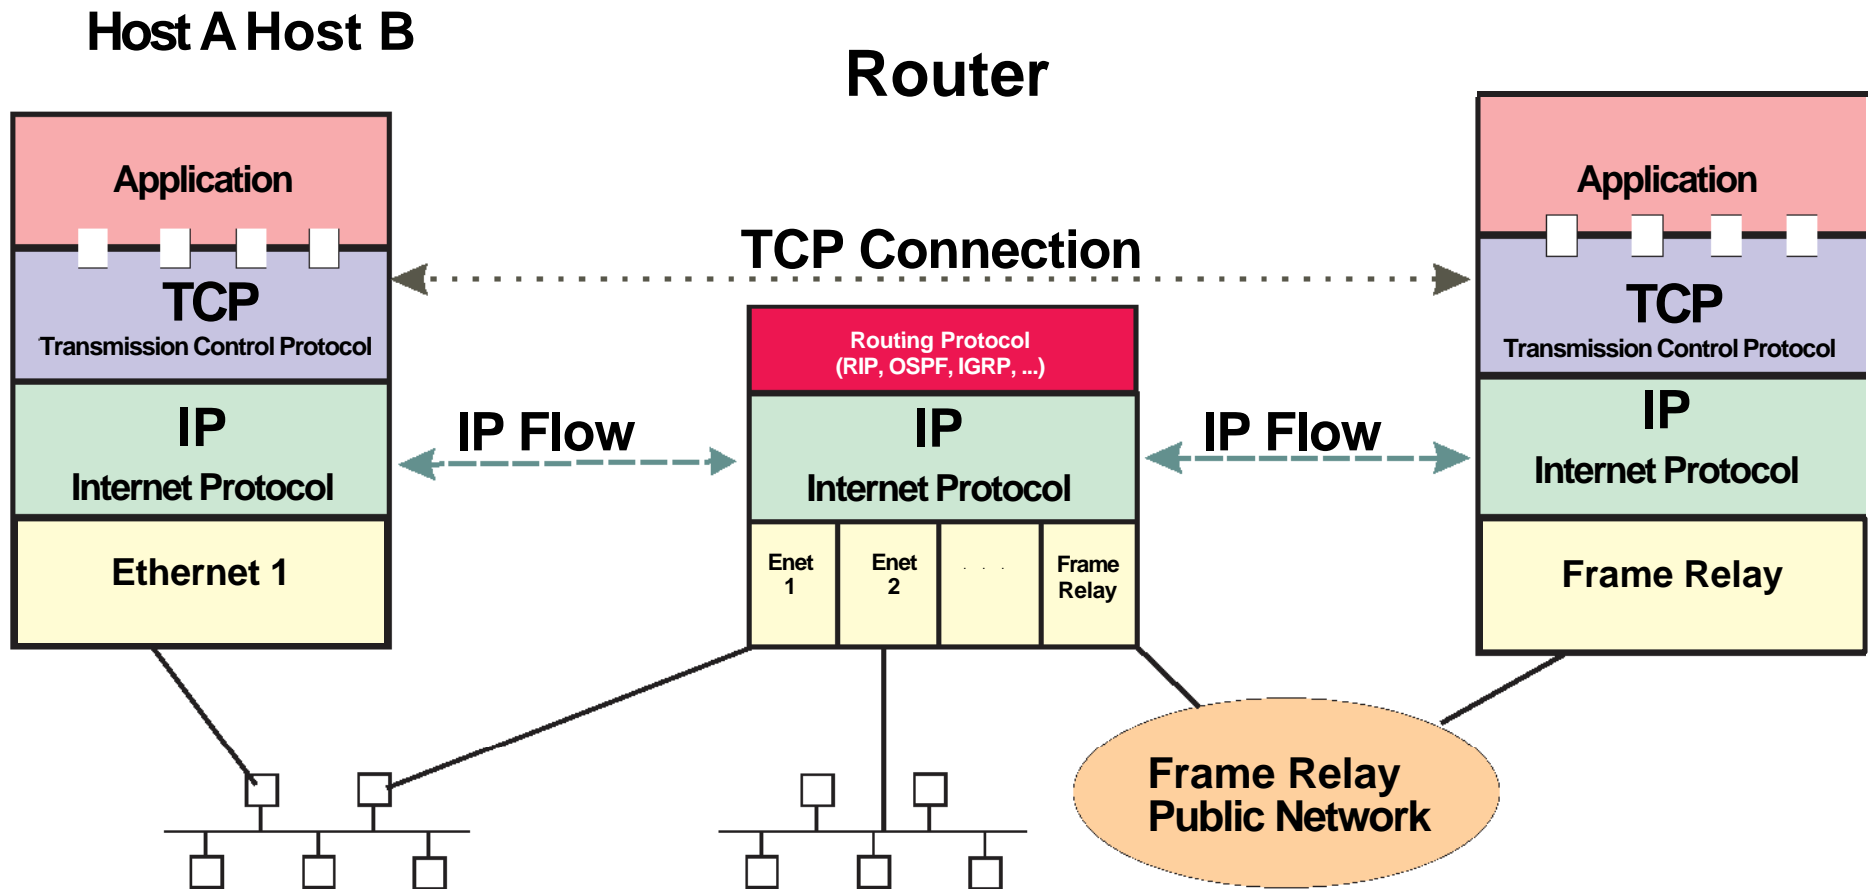 Host A Host B
Router
Application
TCP
Transmission Control Protocol
IP
Internet Protocol
Ethernet 1
TCP Connection
IP Flow
Routing Protocol
(RIP, OSPF, IGRP, ...)
IP
Internet Protocol
Enet
1
Enet
2
. . .
Frame
Relay
IP Flow
Application
TCP
Transmission Control Protocol
IP
Internet Protocol
Frame Relay
Frame Relay
Public Network